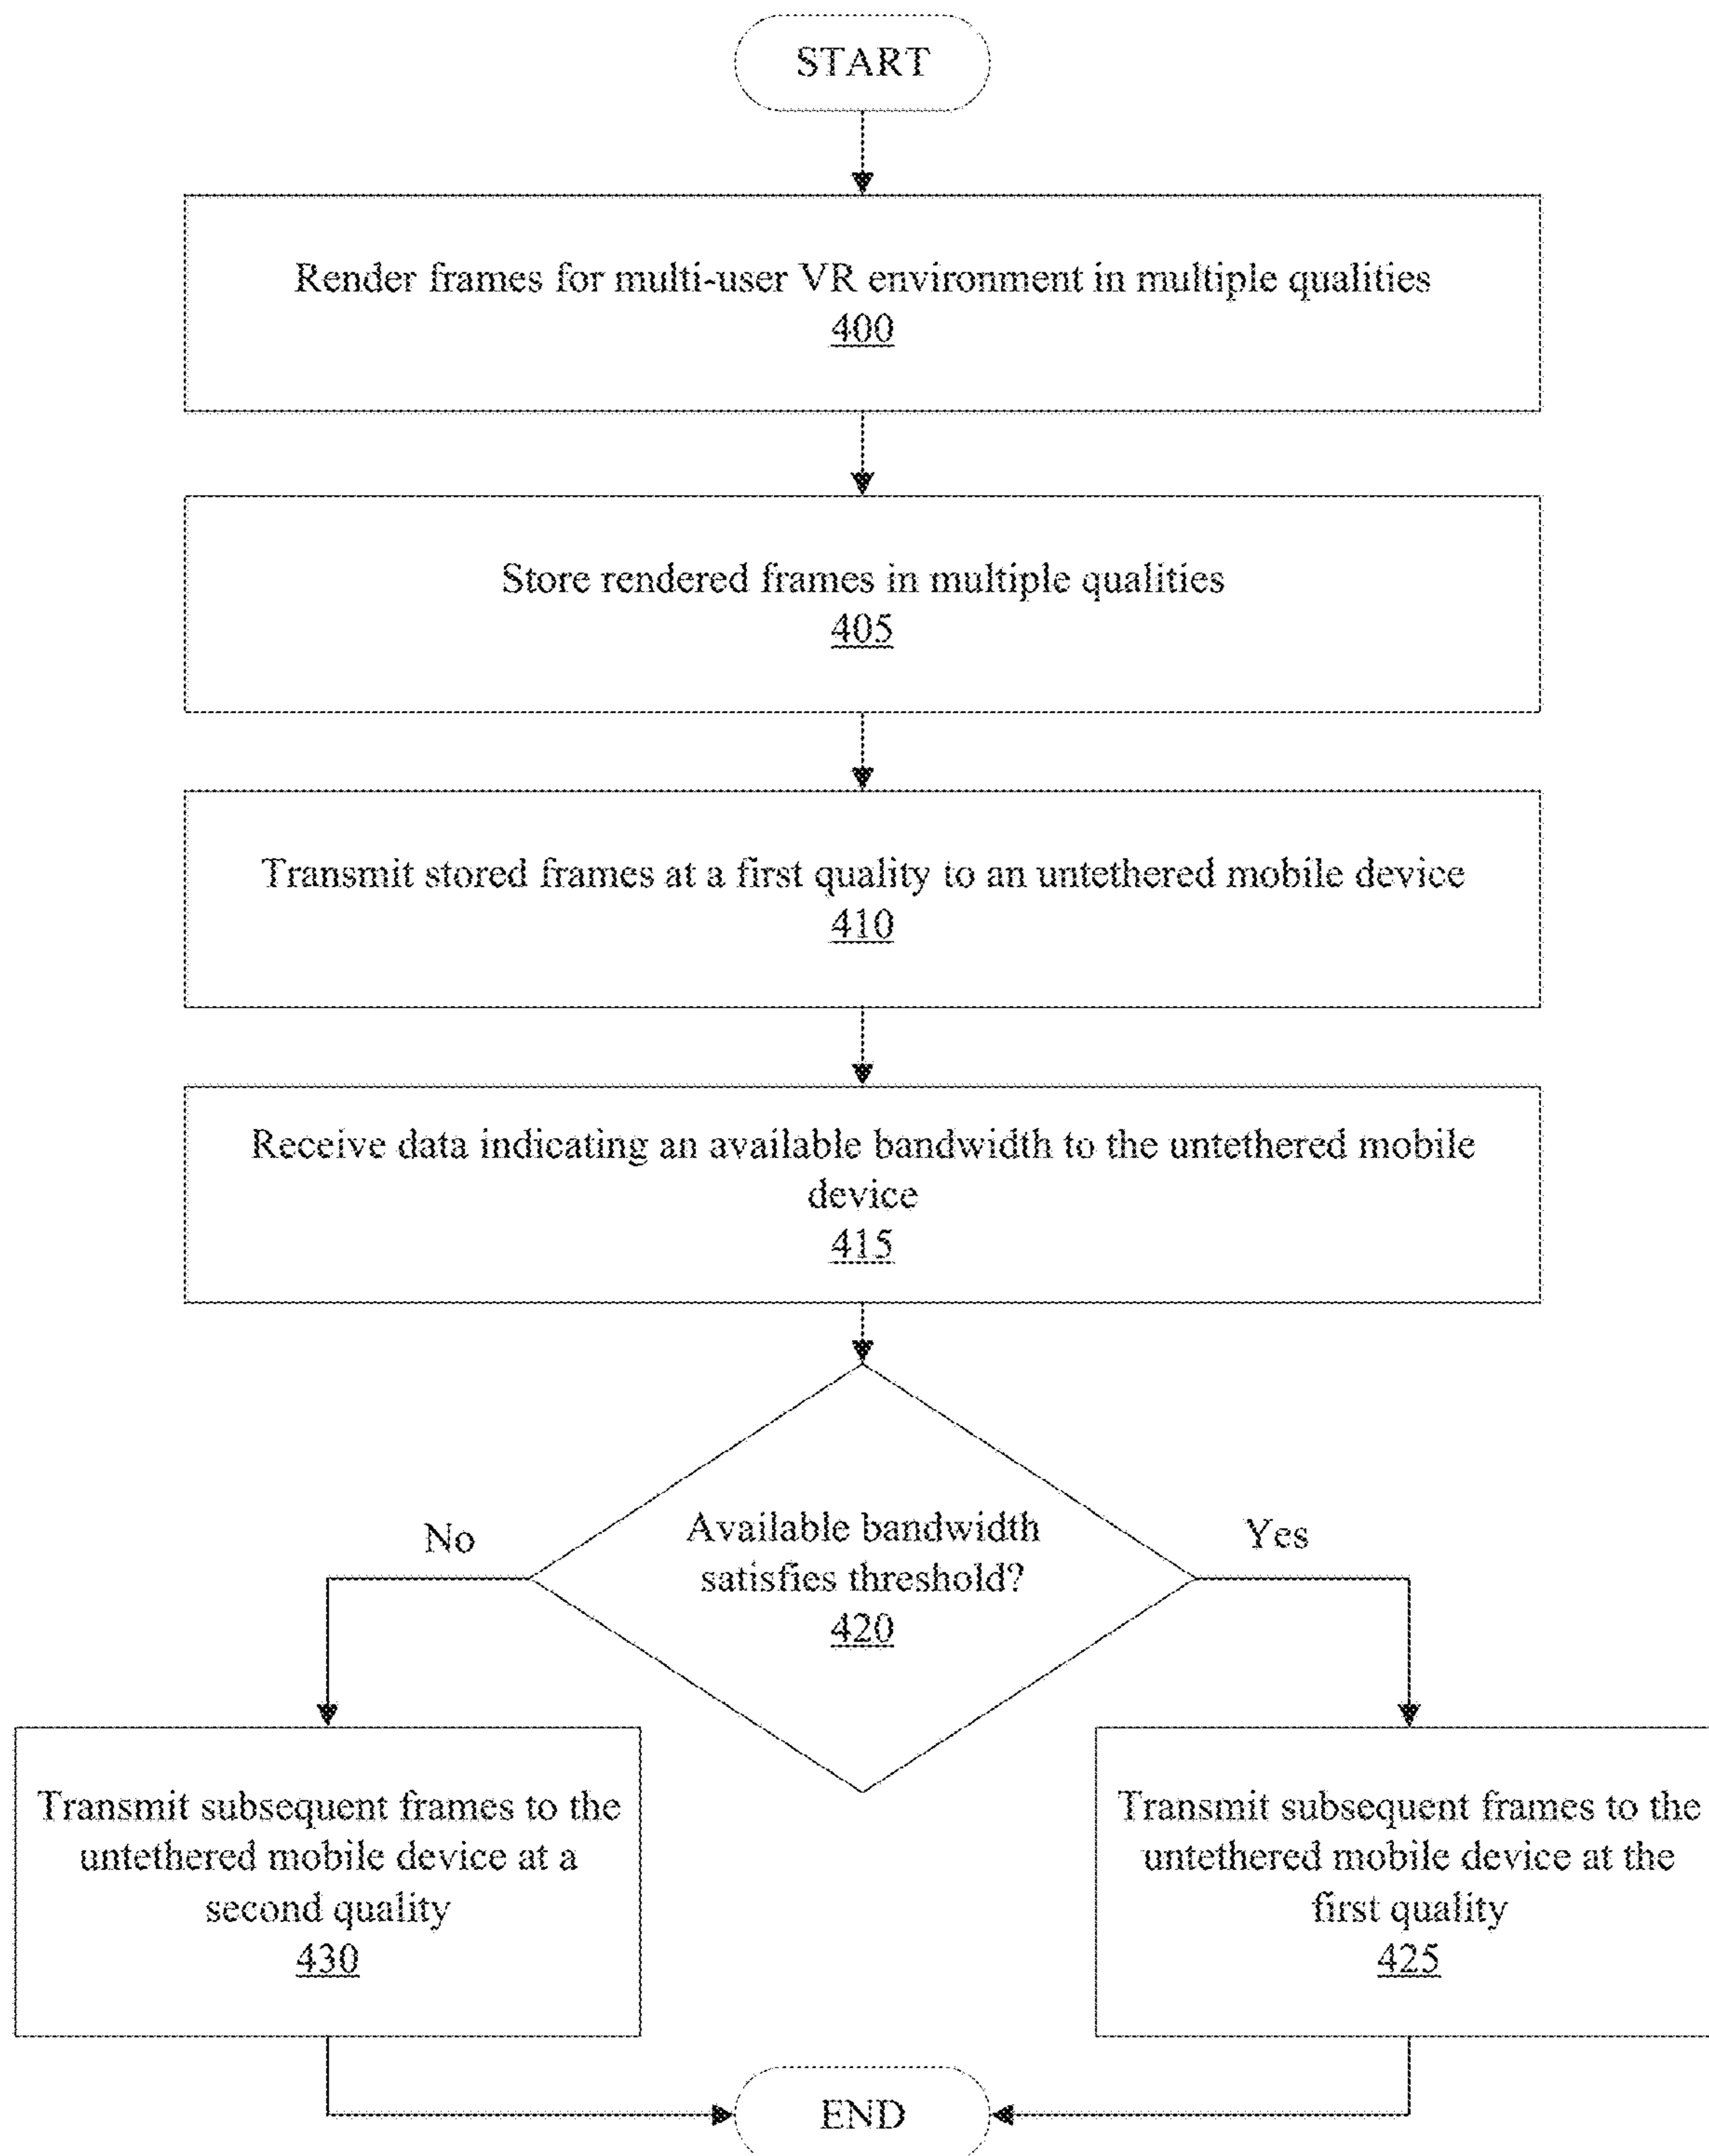 START
Render frames for multi-user VR environment in multiple qualities
400
Store rendered frames in multiple qualities
405
Transmit stored frames at a first quality to an untethered mobile device
410
Receive data indicating an available bandwidth to the untethered mobile
device
415
Available bandwidth
satisfies threshold?
420
No
Yes
Transmit subsequent frames to the
untethered mobile device at a
second quality
430
Transmit subsequent frames to the
untethered mobile device at the
first quality
425
END